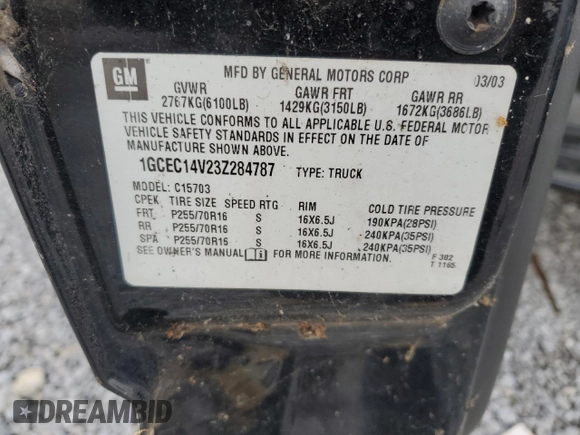 GM
MFD BY GENERAL MOTORS CORP 03/03
GVWR GAWR FRT GAWR RR
2767KG(6100LB) 1429KG(3150LB) 1672KG(3686LB)
THIS VEHICLE CONFORMS TO ALL APPLICABLE U.S. FEDERAL MOTOR
VEHICLE SAFETY STANDARDS IN EFFECT ON THE DATE OF
MANUFACTURE SHOWN ABOVE.
1GCEC14V23Z284787 TYPE: TRUCK
MODEL: C15703
CPEK TIRE SIZE SPEED RTG RIM COLD TIRE PRESSURE
FRT P255/70R16 S 16X6.5J 190KPA(28PSI)
RR P255/70R16 S 16X6.5J 240KPA(35PSI)
SPA P255/70R16 S 16X6.5J 240KPA(35PSI)
SEE OWNER'S MANUAL FOR MORE INFORMATION.
F 302
T 1165
DREAMBID